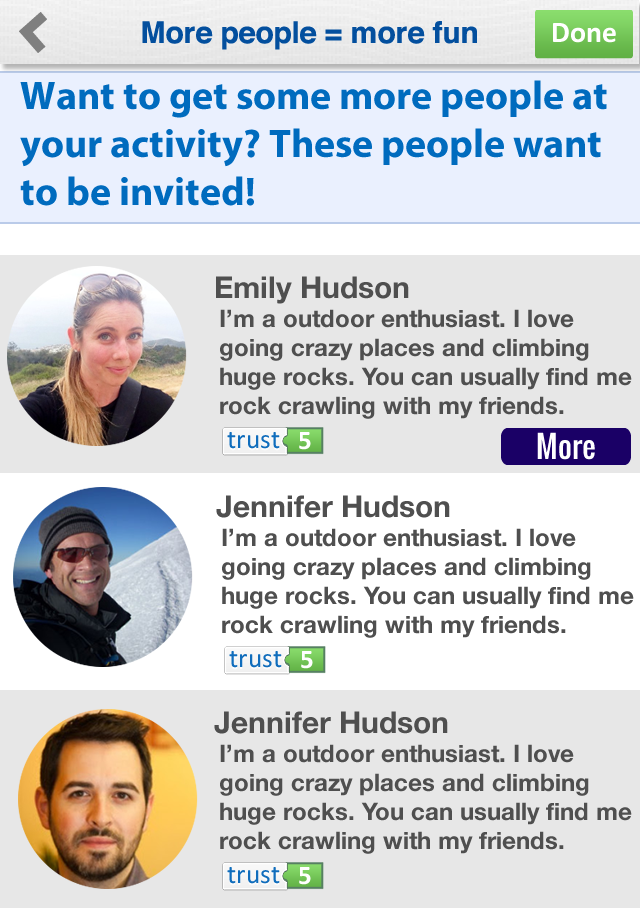 More people = more fun
Done
Want to get some more people at
your activity? These people want
to be invited!
Emily Hudson
I'm a outdoor enthusiast. I love
going crazy places and climbing
huge rocks. You can usually find me
rock crawling with my friends.
trust 5
More
Jennifer Hudson
I'm a outdoor enthusiast. I love
going crazy places and climbing
huge rocks. You can usually find me
rock crawling with my friends.
trust 5
Jennifer Hudson
I'm a outdoor enthusiast. I love
going crazy places and climbing
huge rocks. You can usually find me
rock crawling with my friends.
trust 5